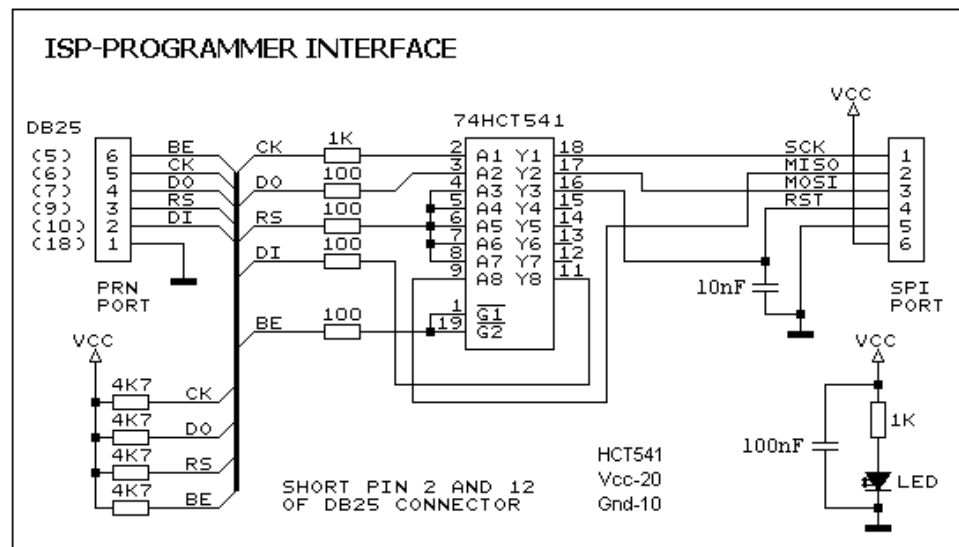 ISP-PROGRAMMER INTERFACE
DB25
(5) 6 BE
(6) 5 CK
(7) 4 DO
(9) 3 RS
(10) 2 DI
(18) 1
PRN
PORT
CK 1K
DO 100
RS 100
DI 100
BE 100
74HCT541
2 A1 Y1 18
3 A2 Y2 17
4 A3 Y3 16
5 A4 Y4 15
6 A5 Y5 14
7 A6 Y6 13
8 A7 Y7 12
9 A8 Y8 11
1 G1
19 G2
VCC
SCK 1
MISO 2
MOSI 3
RST 4
5
6
SPI
PORT
10nF
VCC
4K7 CK
4K7 DO
4K7 RS
4K7 BE
SHORT PIN 2 AND 12
OF DB25 CONNECTOR
HCT541
Vcc-20
Gnd-10
VCC
1K
100nF
LED